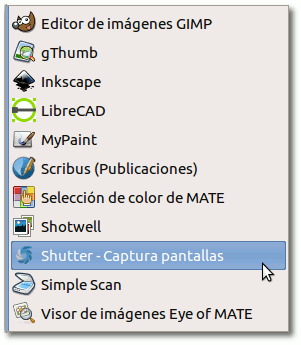 Editor de imágenes GIMP
gThumb
Inkscape
LibreCAD
MyPaint
Scribus (Publicaciones)
Selección de color de MATE
Shotwell
Shutter - Captura pantallas
Simple Scan
Visor de imágenes Eye of MATE